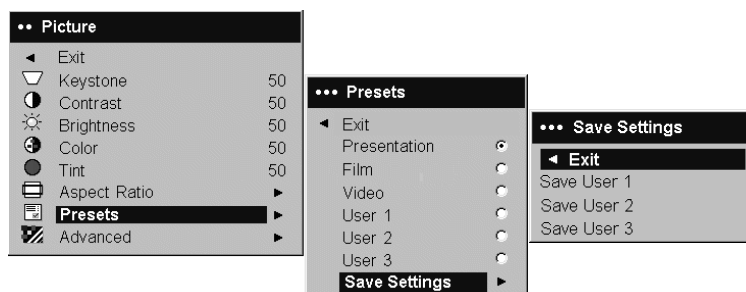 •• Picture
Exit
Keystone 50
Contrast 50
Brightness 50
Color 50
Tint 50
Aspect Ratio
Presets
Advanced
••• Presets
Exit
Presentation
Film
Video
User 1
User 2
User 3
Save Settings
••• Save Settings
Exit
Save User 1
Save User 2
Save User 3